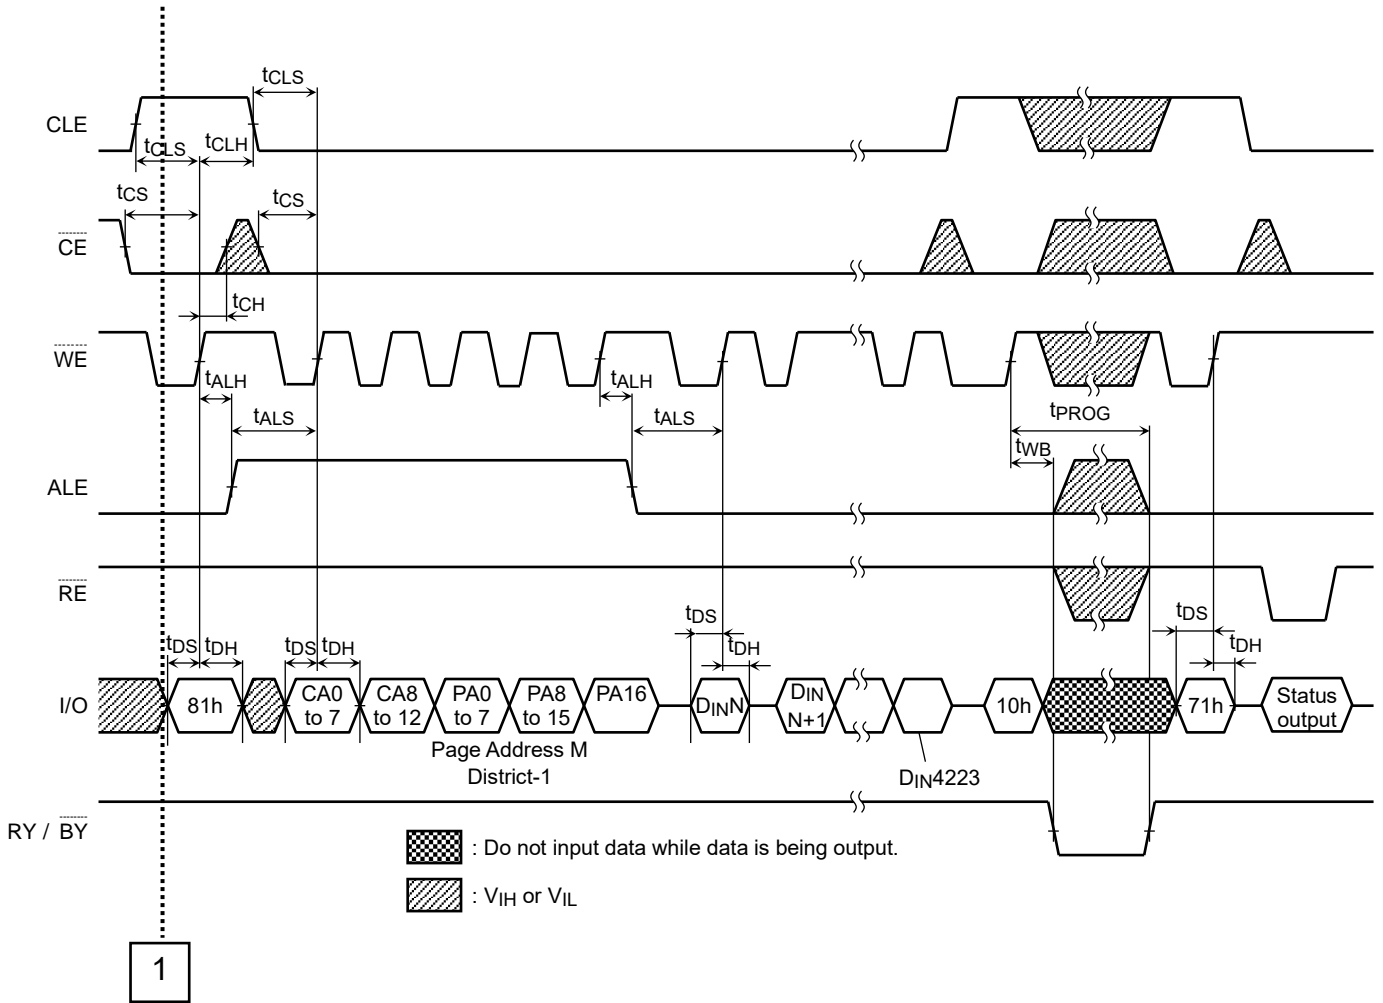 tCLS
CLE
tCLS
tCLH
tCS
tCS
CE
tCH
WE
tALH
tALH
tALS
tALS
tPROG
tWB
ALE
RE
tDS
tDH
tDS
tDH
tDS
tDH
tDS
tDH
I/O
81h
CA0 to 7
CA8 to 12
PA0 to 7
PA8 to 15
PA16
DINN
DIN N+1
10h
71h
Status output
Page Address M
District-1
DIN4223
RY / BY
: Do not input data while data is being output.
: VIH or VIL
1